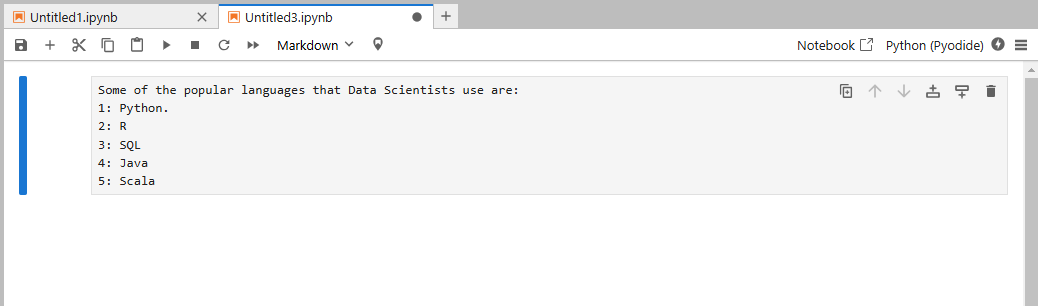 Untitled1.ipynb
Untitled3.ipynb
Markdown
Notebook
Python (Pyodide)
Some of the popular languages that Data Scientists use are:
1: Python.
2: R
3: SQL
4: Java
5: Scala